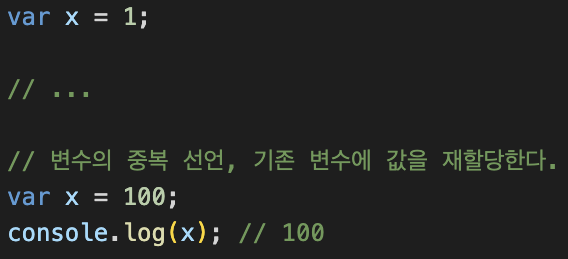 var x = 1;
// ...
// 변수의 중복 선언, 기존 변수에 값을 재할당한다.
var x = 100;
console.log(x); // 100